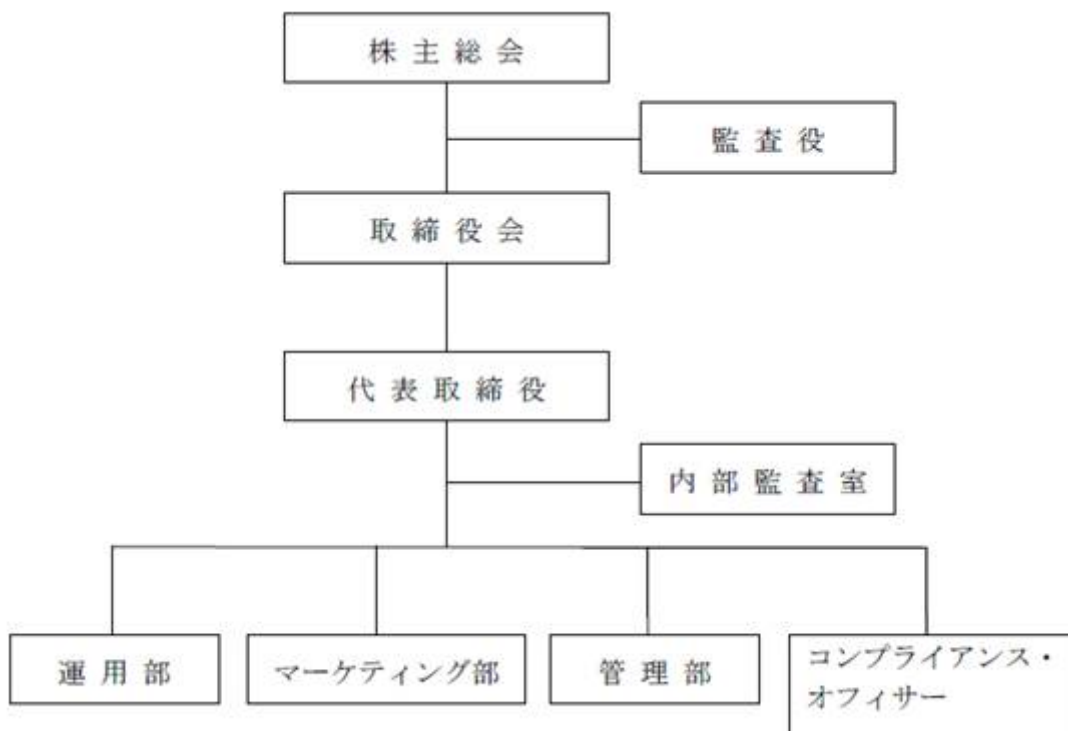 株主総会
監査役
取締役会
代表取締役
内部監査室
運用部
マーケティング部
管理部
コンプライアンス・
オフィサー